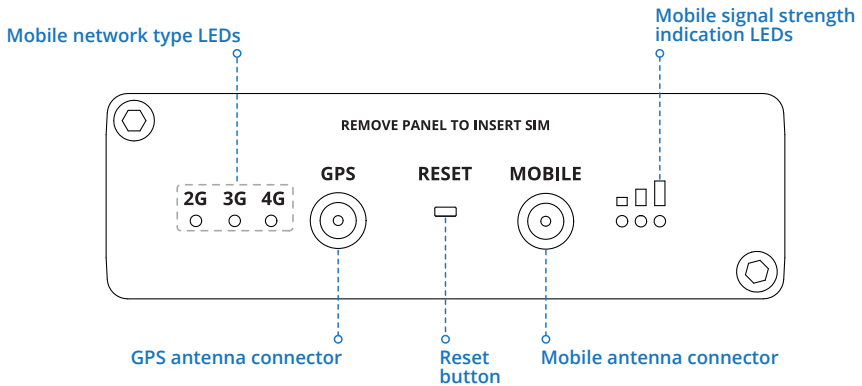 Mobile signal strength
indication LEDs
Mobile network type LEDs
REMOVE PANEL TO INSERT SIM
GPS RESET MOBILE
2G 3G 4G
GPS antenna connector
Reset
button
Mobile antenna connector